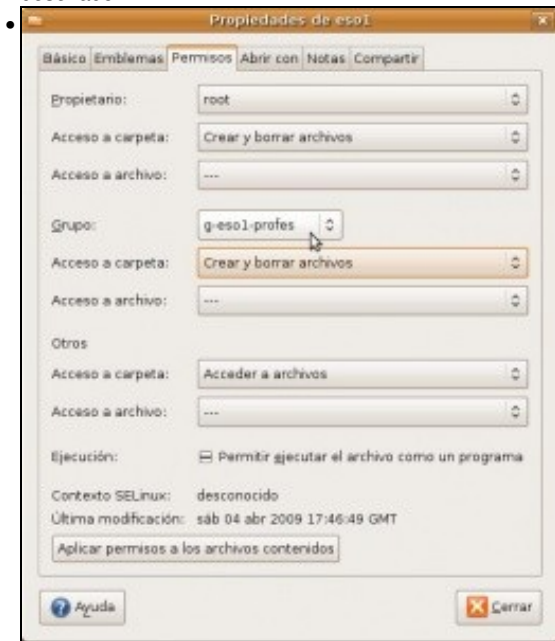 Propiedades de eso1
Básico Emblemas Permisos Abrir con Notas Compartir
Propietario: root
Acceso a carpeta: Crear y borrar archivos
Acceso a archivo: ---
Grupo: g-eso1-profes
Acceso a carpeta: Crear y borrar archivos
Acceso a archivo: ---
Otros
Acceso a carpeta: Acceder a archivos
Acceso a archivo: ---
Ejecución: Permitir ejecutar el archivo como un programa
Contexto SELinux: desconocido
Última modificación: sáb 04 abr 2009 17:46:49 GMT
Aplicar permisos a los archivos contenidos
Ayuda Cerrar